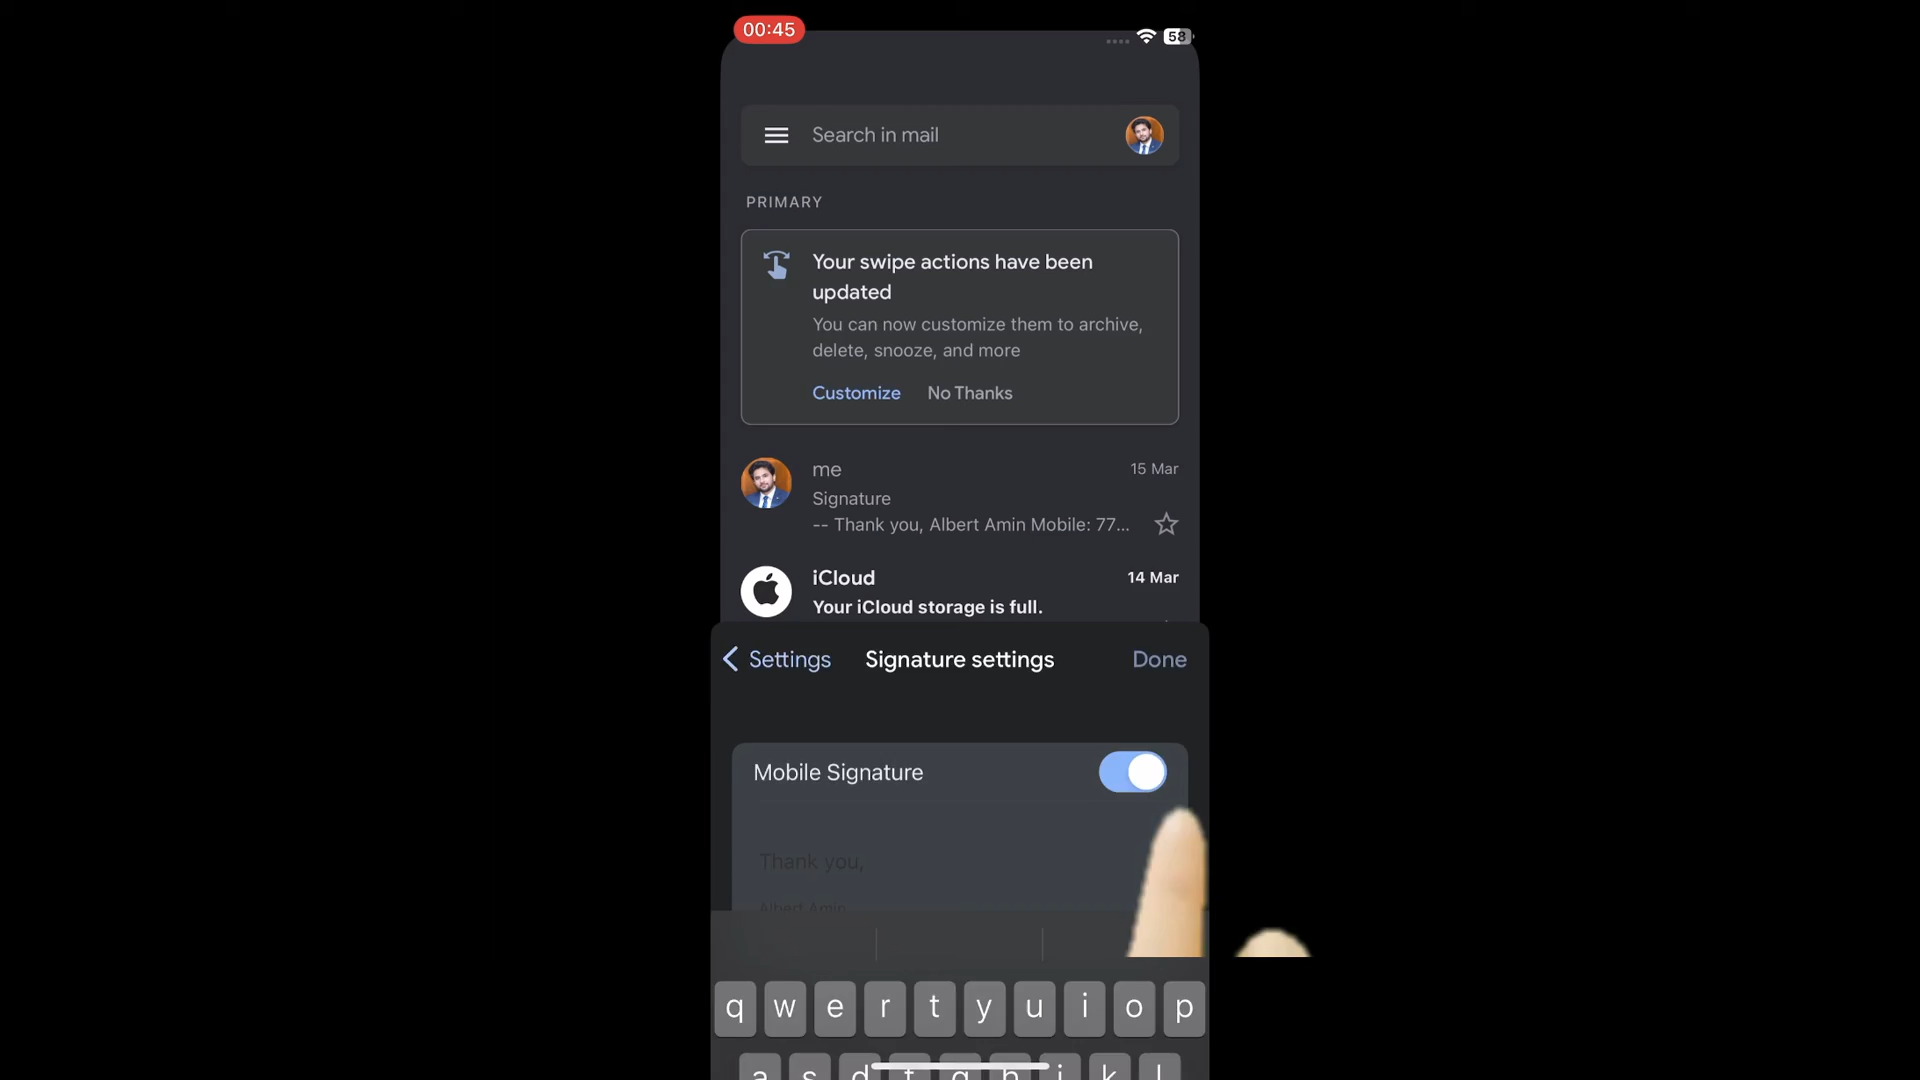 00:45
58
Search in mail
PRIMARY
Your swipe actions have been
updated
You can now customize them to archive,
delete, snooze, and more
Customize No Thanks
me 15 Mar
Signature
-- Thank you, Albert Amin Mobile: 77...
iCloud 14 Mar
Your iCloud storage is full.
Settings Signature settings Done
Mobile Signature
Thank you,
Albert Amin
q w e r t y u i o p
a s d f g h j k l